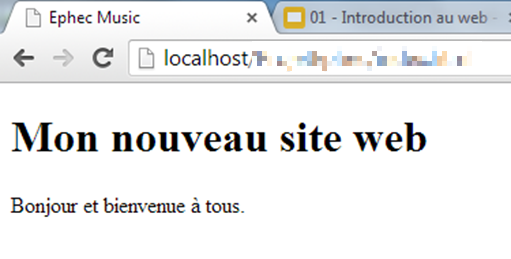 Ephec Music
01 - Introduction au web -
localhost/
Mon nouveau site web
Bonjour et bienvenue à tous.